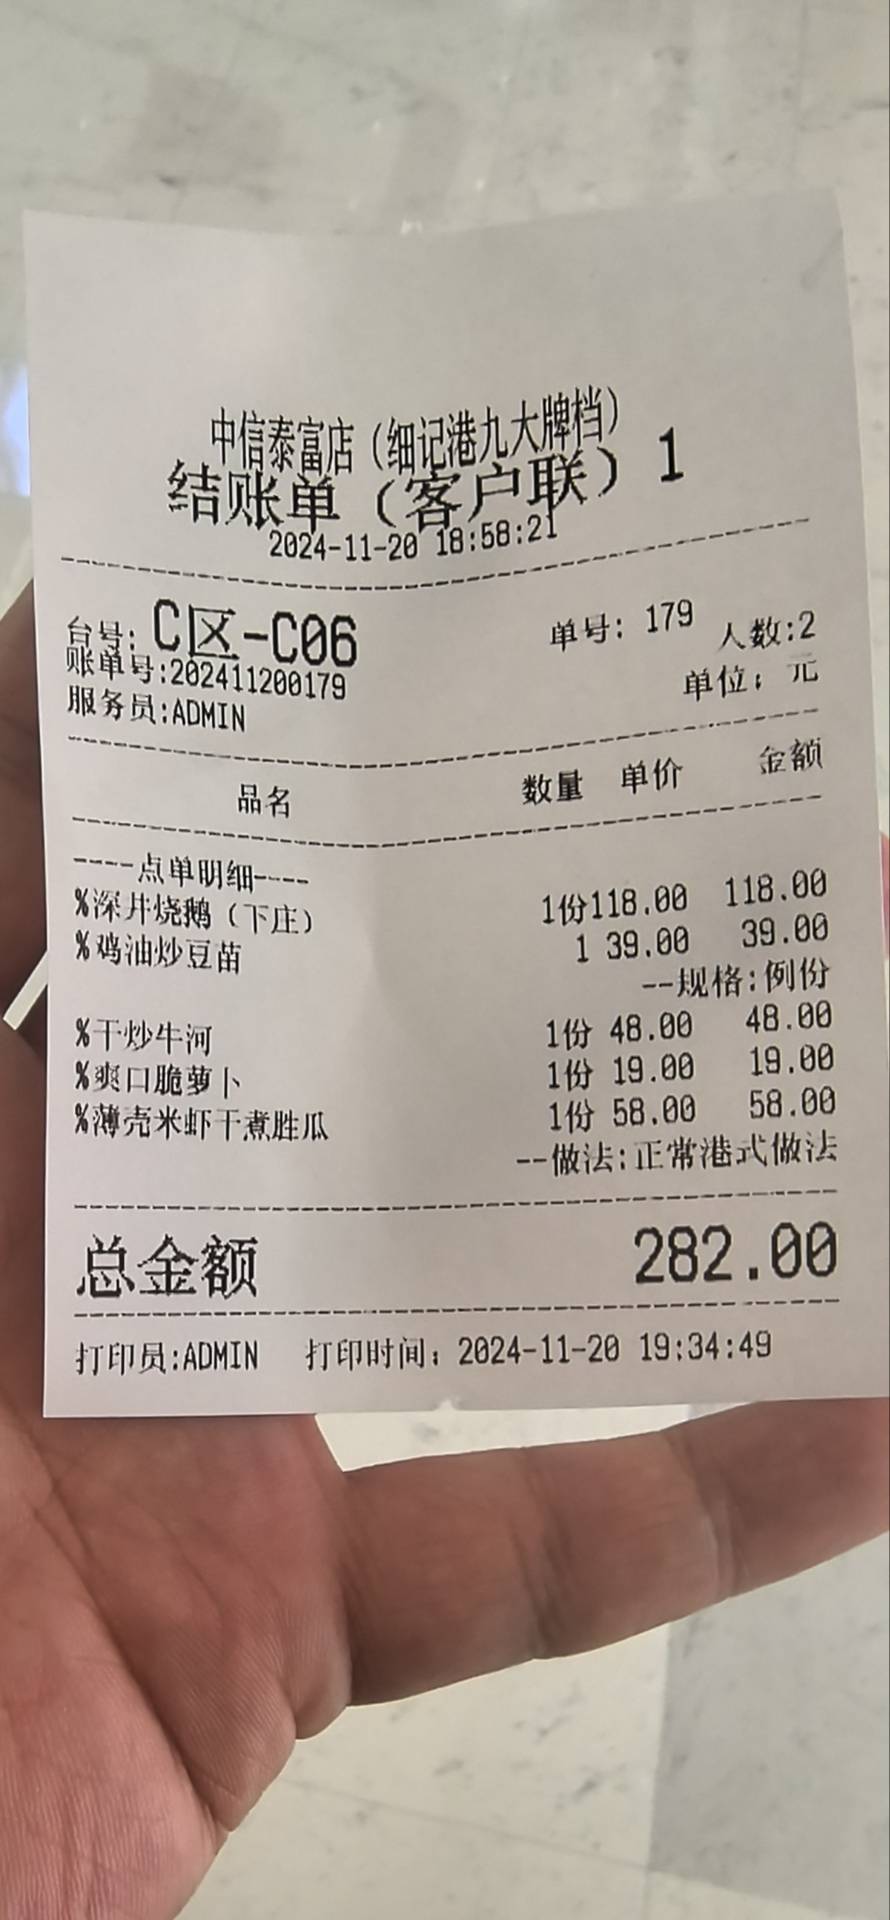 中信泰富店（细记港九大牌档）
结账单（客户联）1
2024-11-20 18:58:21
台号: C区-C06 单号: 179 人数:2
账单号:202411200179 单位: 元
服务员:ADMIN
品名 数量 单价 金额
----点单明细----
%深井烧鹅（下庄） 1份118.00 118.00
%鸡油炒豆苗 1 39.00 39.00
--规格:例份
%干炒牛河 1份 48.00 48.00
%爽口脆萝卜 1份 19.00 19.00
%薄壳米虾干煮胜瓜 1份 58.00 58.00
--做法:正常港式做法
总金额 282.00
打印员:ADMIN 打印时间: 2024-11-20 19:34:49